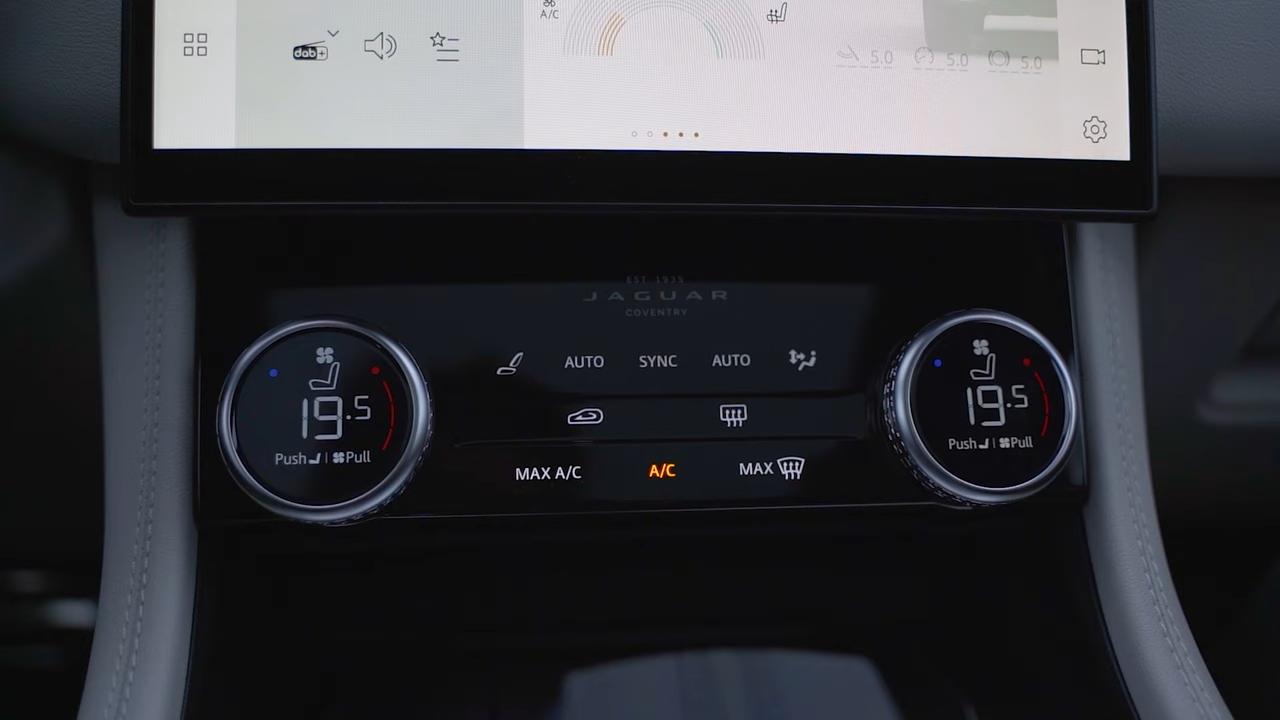 A/C
dab+
5.0 5.0 5.0
EST. 1935
JAGUAR
COVENTRY
AUTO SYNC AUTO
19.5
Push | Pull
19.5
Push | Pull
MAX A/C A/C MAX